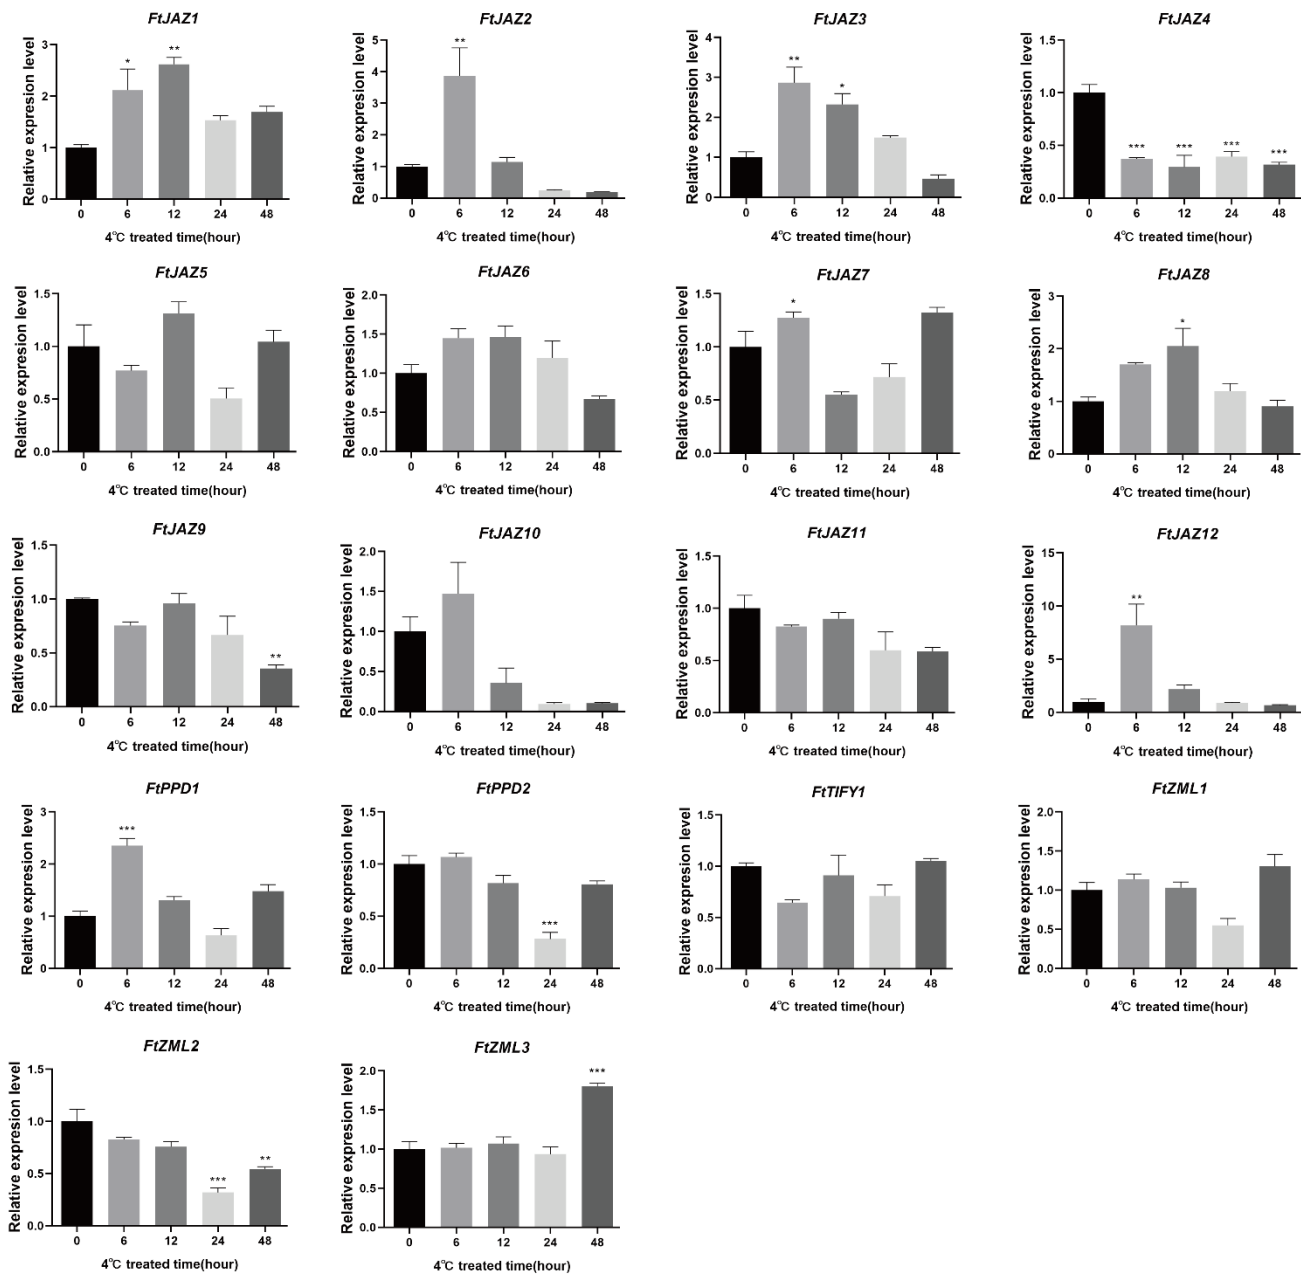 FtJAZ1
Relative expresion level
3
2
1
0
* **
0 6 12 24 48
4℃ treated time(hour)
FtJAZ2
Relative expresion level
5
4
3
2
1
0
**
0 6 12 24 48
4℃ treated time(hour)
FtJAZ3
Relative expresion level
4
3
2
1
0
** *
0 6 12 24 48
4℃ treated time(hour)
FtJAZ4
Relative expresion level
1.5
1.0
0.5
0.0
*** *** *** ***
0 6 12 24 48
4℃ treated time(hour)
FtJAZ5
Relative expresion level
1.5
1.0
0.5
0.0
0 6 12 24 48
4℃ treated time(hour)
FtJAZ6
Relative expresion level
2.0
1.5
1.0
0.5
0.0
0 6 12 24 48
4℃ treated time(hour)
FtJAZ7
Relative expresion level
1.5
1.0
0.5
0.0
*
0 6 12 24 48
4℃ treated time(hour)
FtJAZ8
Relative expresion level
3
2
1
0
*
0 6 12 24 48
4℃ treated time(hour)
FtJAZ9
Relative expresion level
1.5
1.0
0.5
0.0
**
0 6 12 24 48
4℃ treated time(hour)
FtJAZ10
Relative expresion level
2.0
1.5
1.0
0.5
0.0
0 6 12 24 48
4℃ treated time(hour)
FtJAZ11
Relative expresion level
1.5
1.0
0.5
0.0
0 6 12 24 48
4℃ treated time(hour)
FtJAZ12
Relative expresion level
15
10
5
0
**
0 6 12 24 48
4℃ treated time(hour)
FtPPD1
Relative expresion level
3
2
1
0
***
0 6 12 24 48
4℃ treated time(hour)
FtPPD2
Relative expresion level
1.5
1.0
0.5
0.0
***
0 6 12 24 48
4℃ treated time(hour)
FtTIFY1
Relative expresion level
1.5
1.0
0.5
0.0
0 6 12 24 48
4℃ treated time(hour)
FtZML1
Relative expresion level
2.0
1.5
1.0
0.5
0.0
0 6 12 24 48
4℃ treated time(hour)
FtZML2
Relative expresion level
1.5
1.0
0.5
0.0
*** **
0 6 12 24 48
4℃ treated time(hour)
FtZML3
Relative expresion level
2.0
1.5
1.0
0.5
0.0
***
0 6 12 24 48
4℃ treated time(hour)